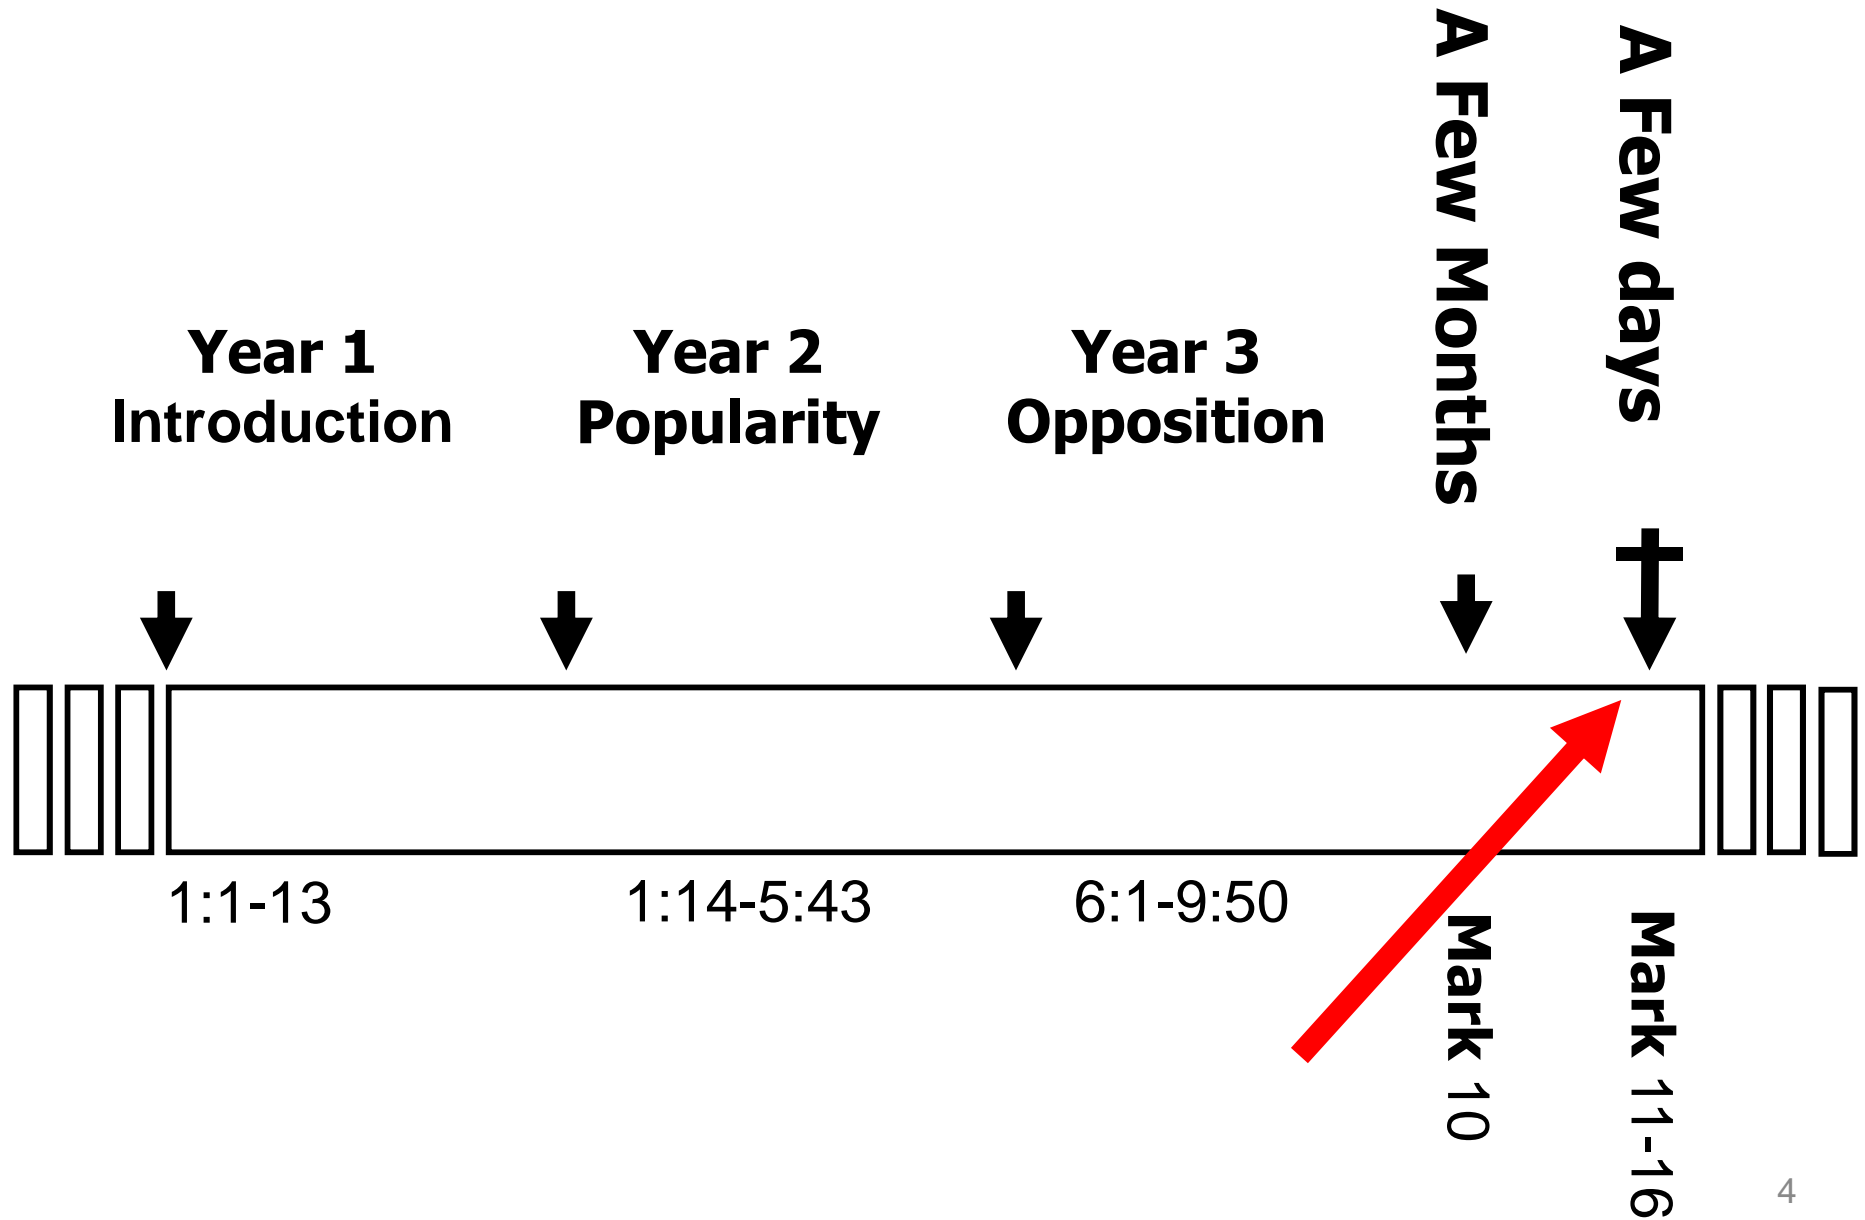 A Few Months
A Few days
Year 1
Introduction
Year 2
Popularity
Year 3
Opposition
1:1-13
1:14-5:43
6:1-9:50
Mark 10
Mark 11-16
4